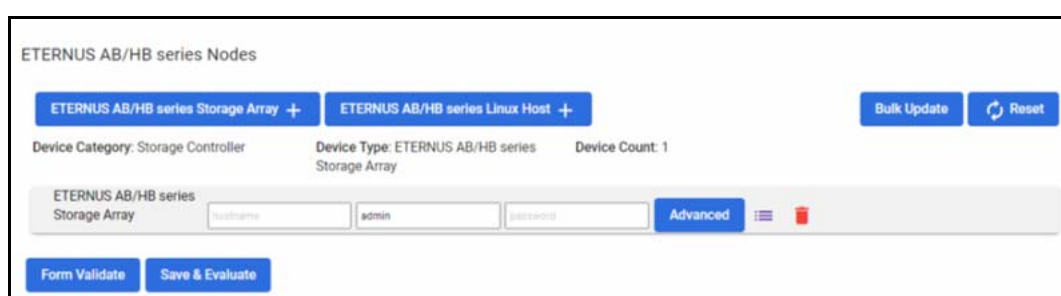 ETERNUS AB/HB series Nodes
ETERNUS AB/HB series Storage Array + ETERNUS AB/HB series Linux Host + Bulk Update Reset
Device Category: Storage Controller Device Type: ETERNUS AB/HB series Device Count: 1
Storage Array
ETERNUS AB/HB series
Storage Array hostname admin password Advanced
Form Validate Save & Evaluate